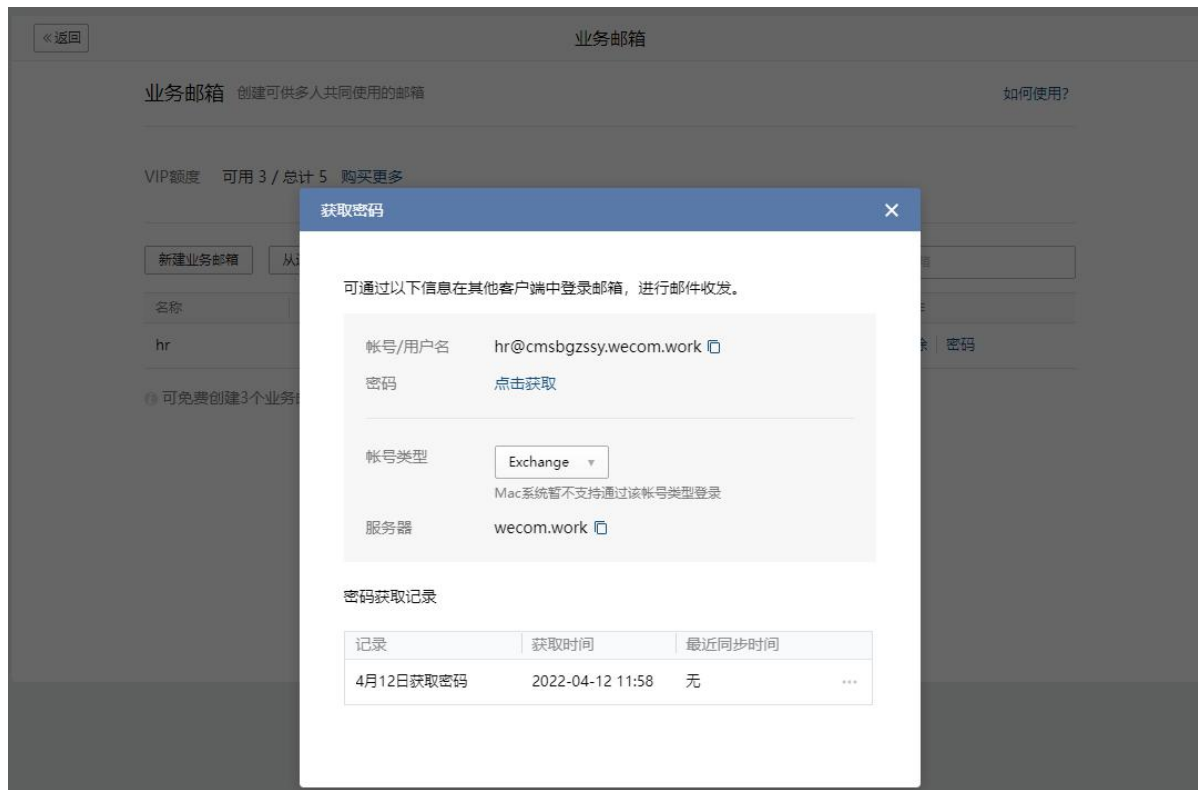 «返回
业务邮箱
业务邮箱 创建可供多人共同使用的邮箱 如何使用?
VIP额度 可用 3 / 总计 5 购买更多
获取密码
新建业务邮箱
可通过以下信息在其他客户端中登录邮箱，进行邮件收发。
名称
帐号/用户名 hr@cmsbgzssy.wecom.work
hr 密码
密码 点击获取
可免费创建3个业务
帐号类型 Exchange
Mac系统暂不支持通过该帐号类型登录
服务器 wecom.work
密码获取记录
记录 获取时间 最近同步时间
4月12日获取密码 2022-04-12 11:58 无 ...